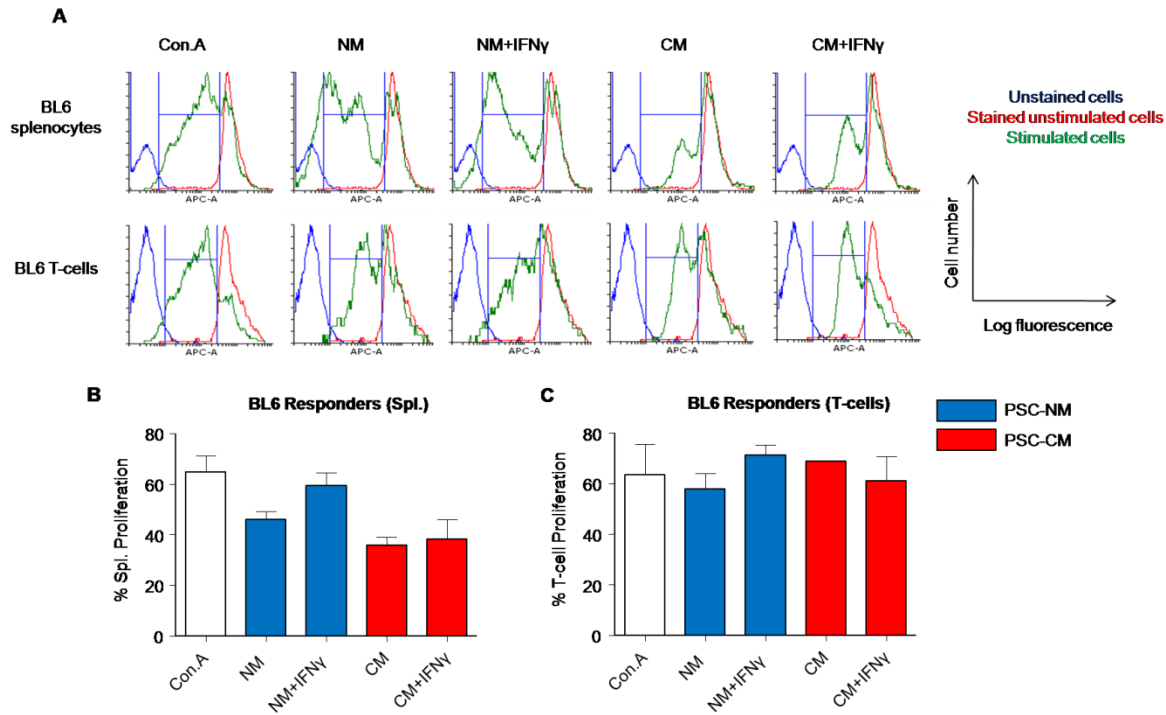 A
Con.A NM NM+IFNγ CM CM+IFNγ
BL6
splenocytes
APC-A APC-A APC-A APC-A APC-A
Unstained cells
Stained unstimulated cells
Stimulated cells
BL6 T-cells
APC-A APC-A APC-A APC-A APC-A
Cell number
Log fluorescence
B
BL6 Responders (Spl.)
% Spl. Proliferation
80
60
40
20
0
Con.A NM NM+IFNγ CM CM+IFNγ
C
BL6 Responders (T-cells)
% T-cell Proliferation
80
60
40
20
0
Con.A NM NM+IFNγ CM CM+IFNγ
PSC-NM
PSC-CM